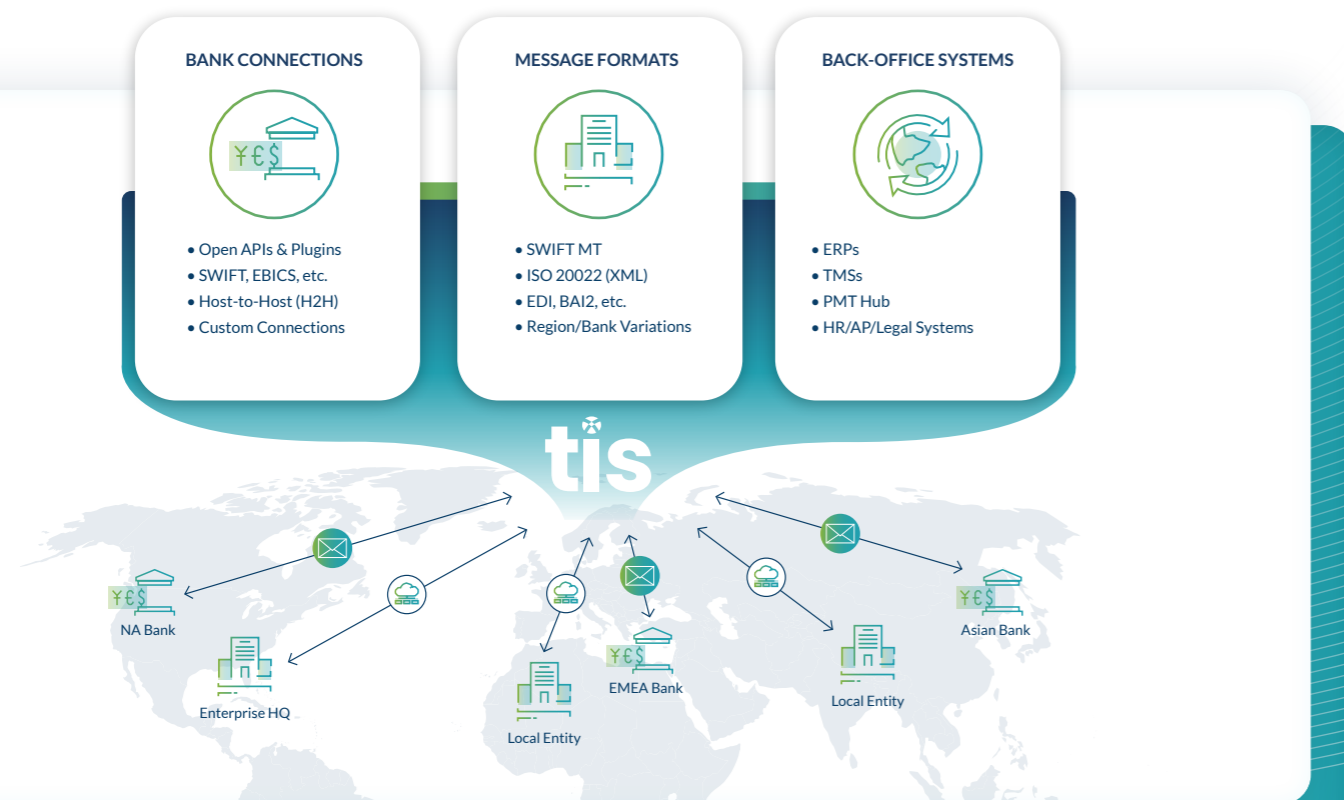 BANK CONNECTIONS
¥€$
• Open APIs & Plugins
• SWIFT, EBICS, etc.
• Host-to-Host (H2H)
• Custom Connections
MESSAGE FORMATS
• SWIFT MT
• ISO 20022 (XML)
• EDI, BAI2, etc.
• Region/Bank Variations
BACK-OFFICE SYSTEMS
• ERPs
• TMSs
• PMT Hub
• HR/AP/Legal Systems
tis
¥€$
NA Bank
Enterprise HQ
Local Entity
¥€$
EMEA Bank
Local Entity
¥€$
Asian Bank